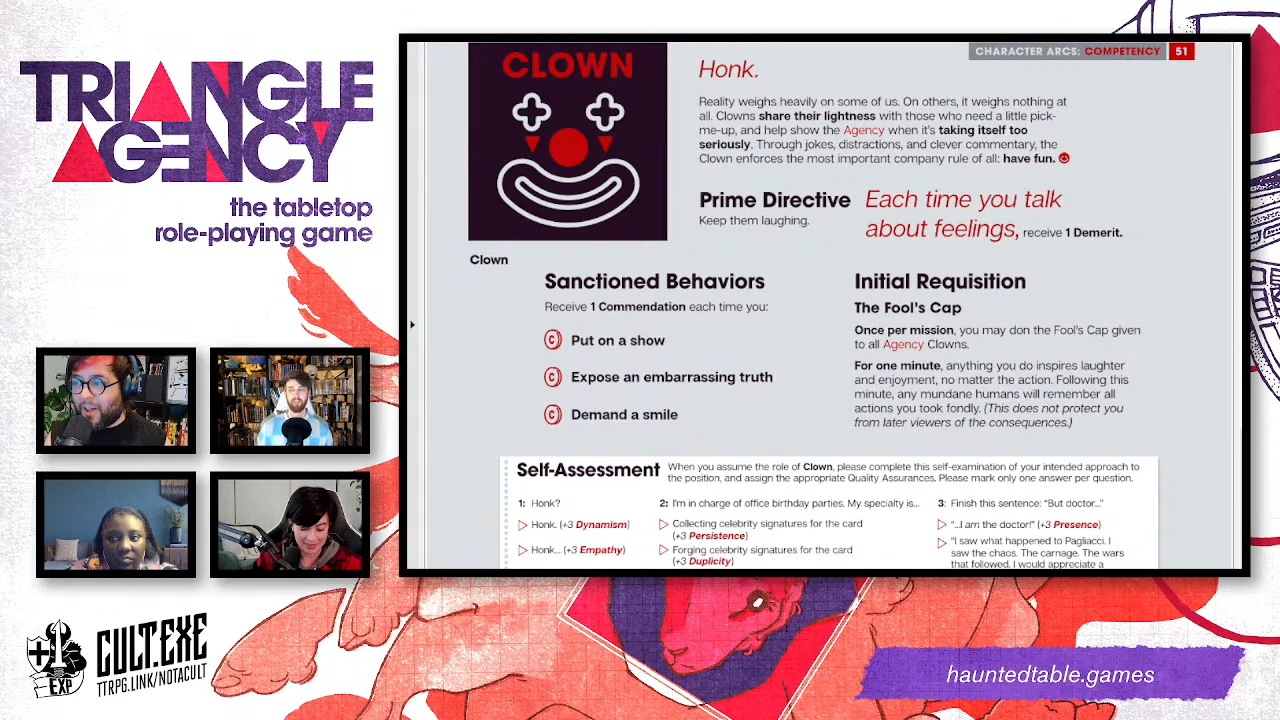 TRIANGLE
AGENCY
the tabletop
role-playing game
CULT.EXE
TTRPG.LINK/NOTACULT
+1
EXP
CHARACTER ARCS: COMPETENCY 51
CLOWN
Clown
Honk.
Reality weighs heavily on some of us. On others, it weighs nothing at
all. Clowns share their lightness with those who need a little pick-
me-up, and help show the Agency when it's taking itself too
seriously. Through jokes, distractions, and clever commentary, the
Clown enforces the most important company rule of all: have fun.
Prime Directive
Keep them laughing.
Each time you talk
about feelings, receive 1 Demerit.
Sanctioned Behaviors
Receive 1 Commendation each time you:
C Put on a show
C Expose an embarrassing truth
C Demand a smile
Initial Requisition
The Fool's Cap
Once per mission, you may don the Fool's Cap given
to all Agency Clowns.
For one minute, anything you do inspires laughter
and enjoyment, no matter the action. Following this
minute, any mundane humans will remember all
actions you took fondly. (This does not protect you
from later viewers of the consequences.)
Self-Assessment
When you assume the role of Clown, please complete this self-examination of your intended approach to
the position, and assign the appropriate Quality Assurances. Please mark only one answer per question.
1: Honk?
Honk. (+3 Dynamism)
Honk... (+3 Empathy)
2: I'm in charge of office birthday parties. My specialty is...
Collecting celebrity signatures for the card
(+3 Persistence)
Forging celebrity signatures for the card
(+3 Duplicity)
3: Finish this sentence: "But doctor..."
"...I am the doctor!" (+3 Presence)
"I saw what happened to Pagliacci. I
saw the chaos. The carnage. The wars
that followed. I would appreciate a
hauntedtable.games